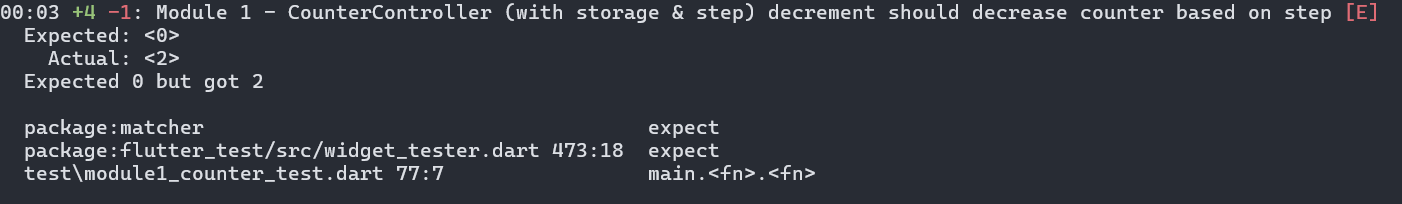 00:03 +4 -1: Module 1 - CounterController (with storage & step) decrement should decrease counter based on step [E]
Expected: <0>
Actual: <2>
Expected 0 but got 2
package:matcher expect
package:flutter_test/src/widget_tester.dart 473:18 expect
test\module1_counter_test.dart 77:7 main.<fn>.<fn>